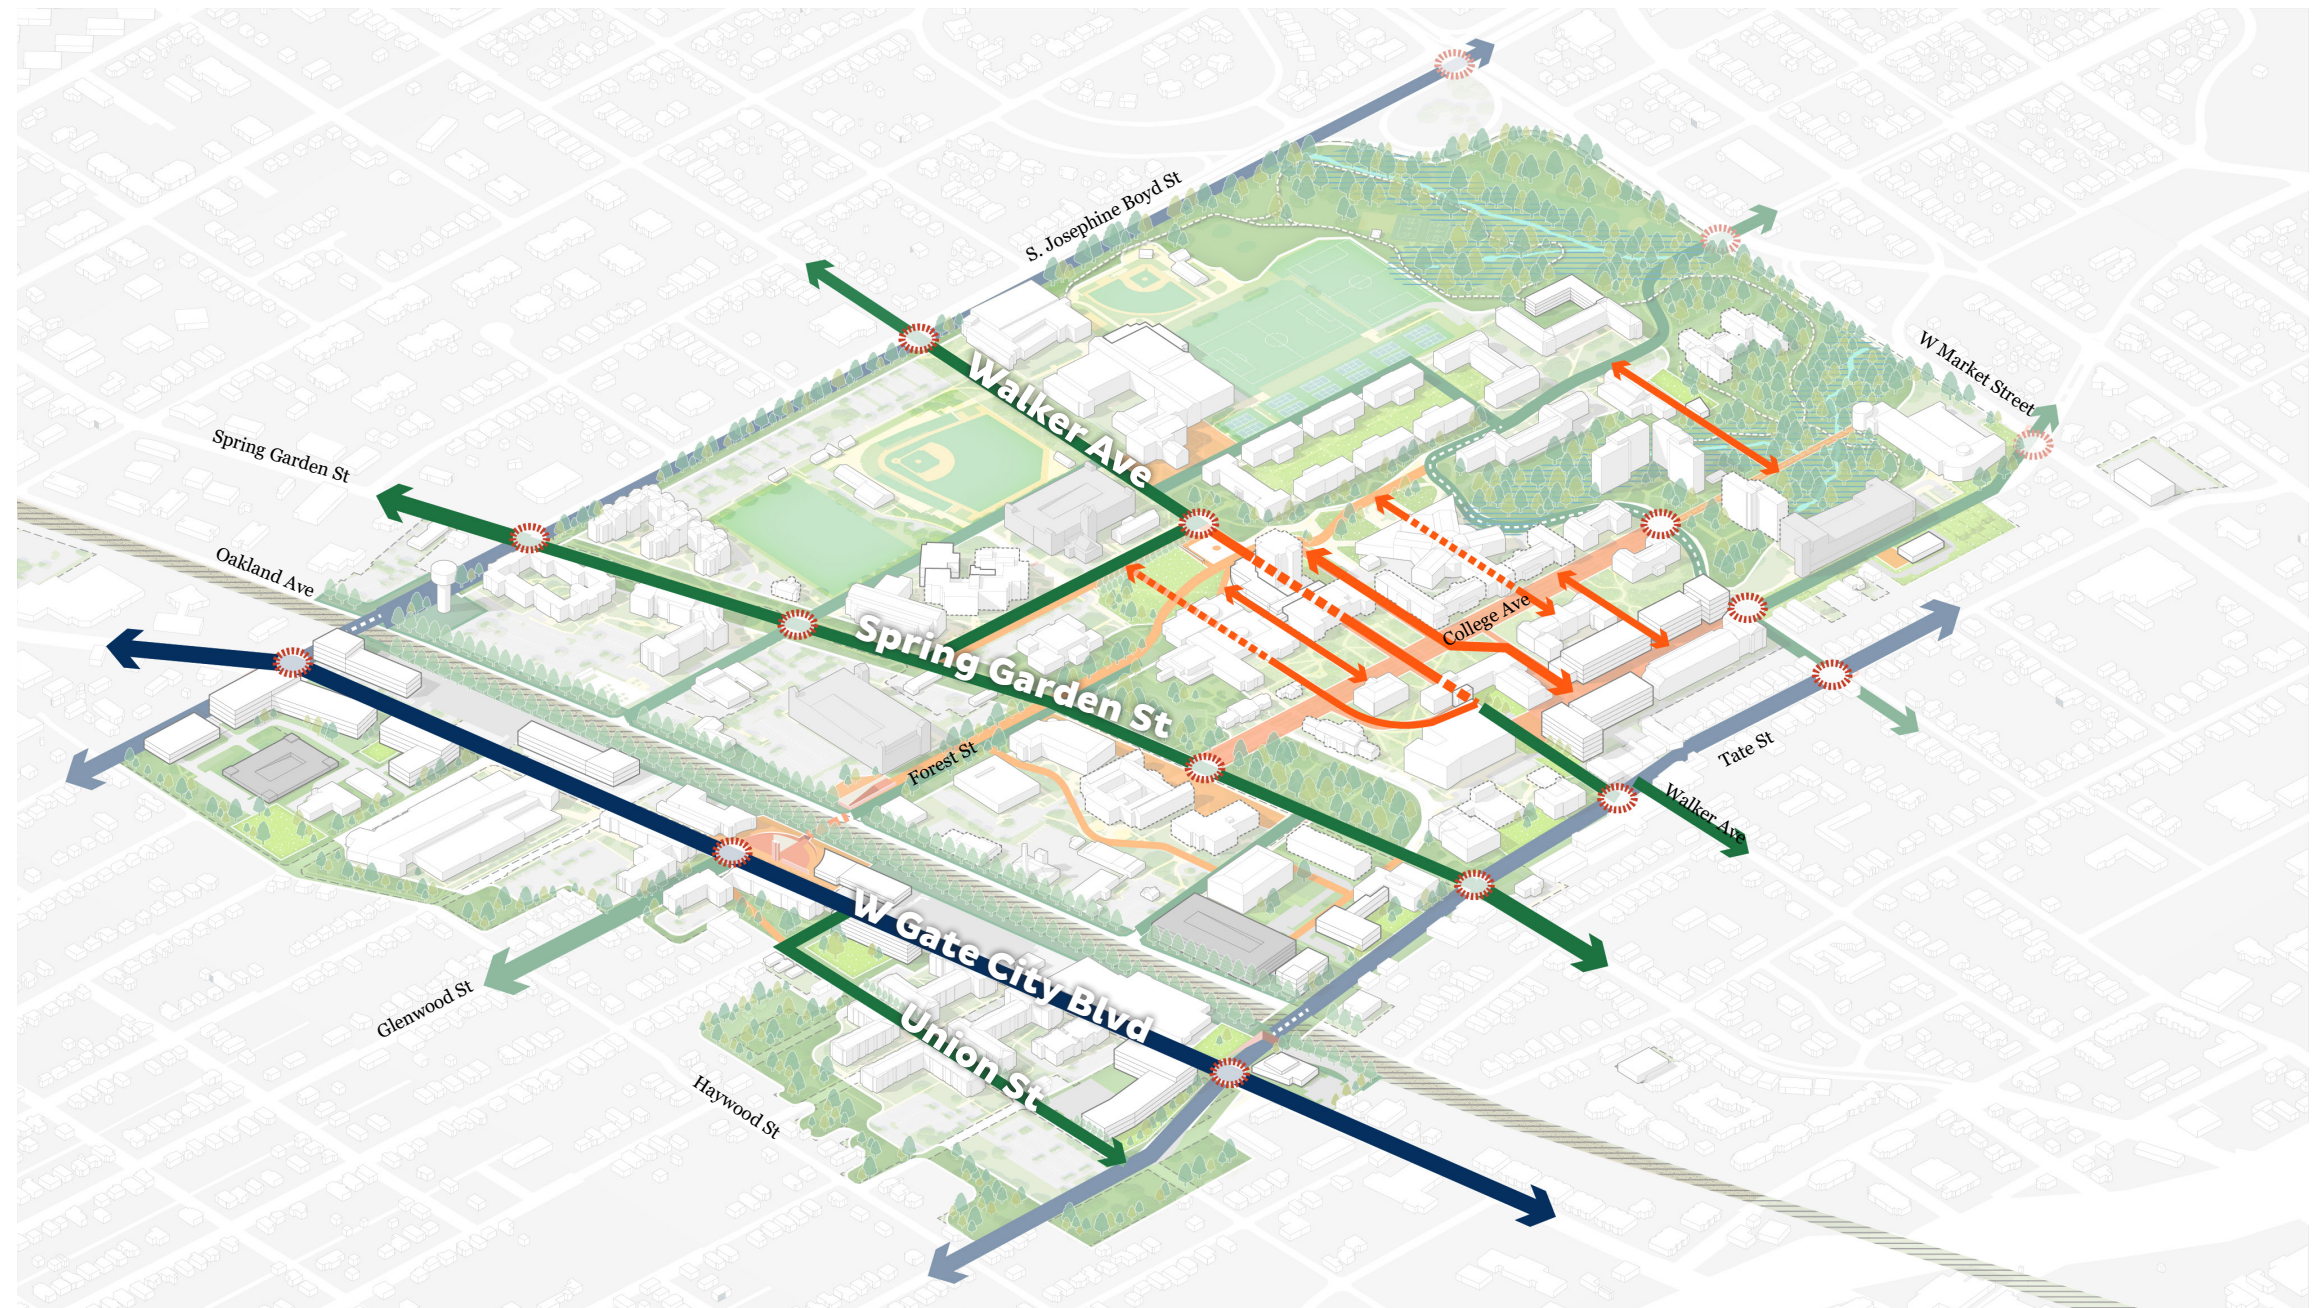 S. Josephine Boyd St
W Market Street
Walker Ave
Spring Garden St
Oakland Ave
College Ave
Spring Garden St
Forest St
Tate St
Walker Ave
W Gate City Blvd
Glenwood St
Union St
Haywood St